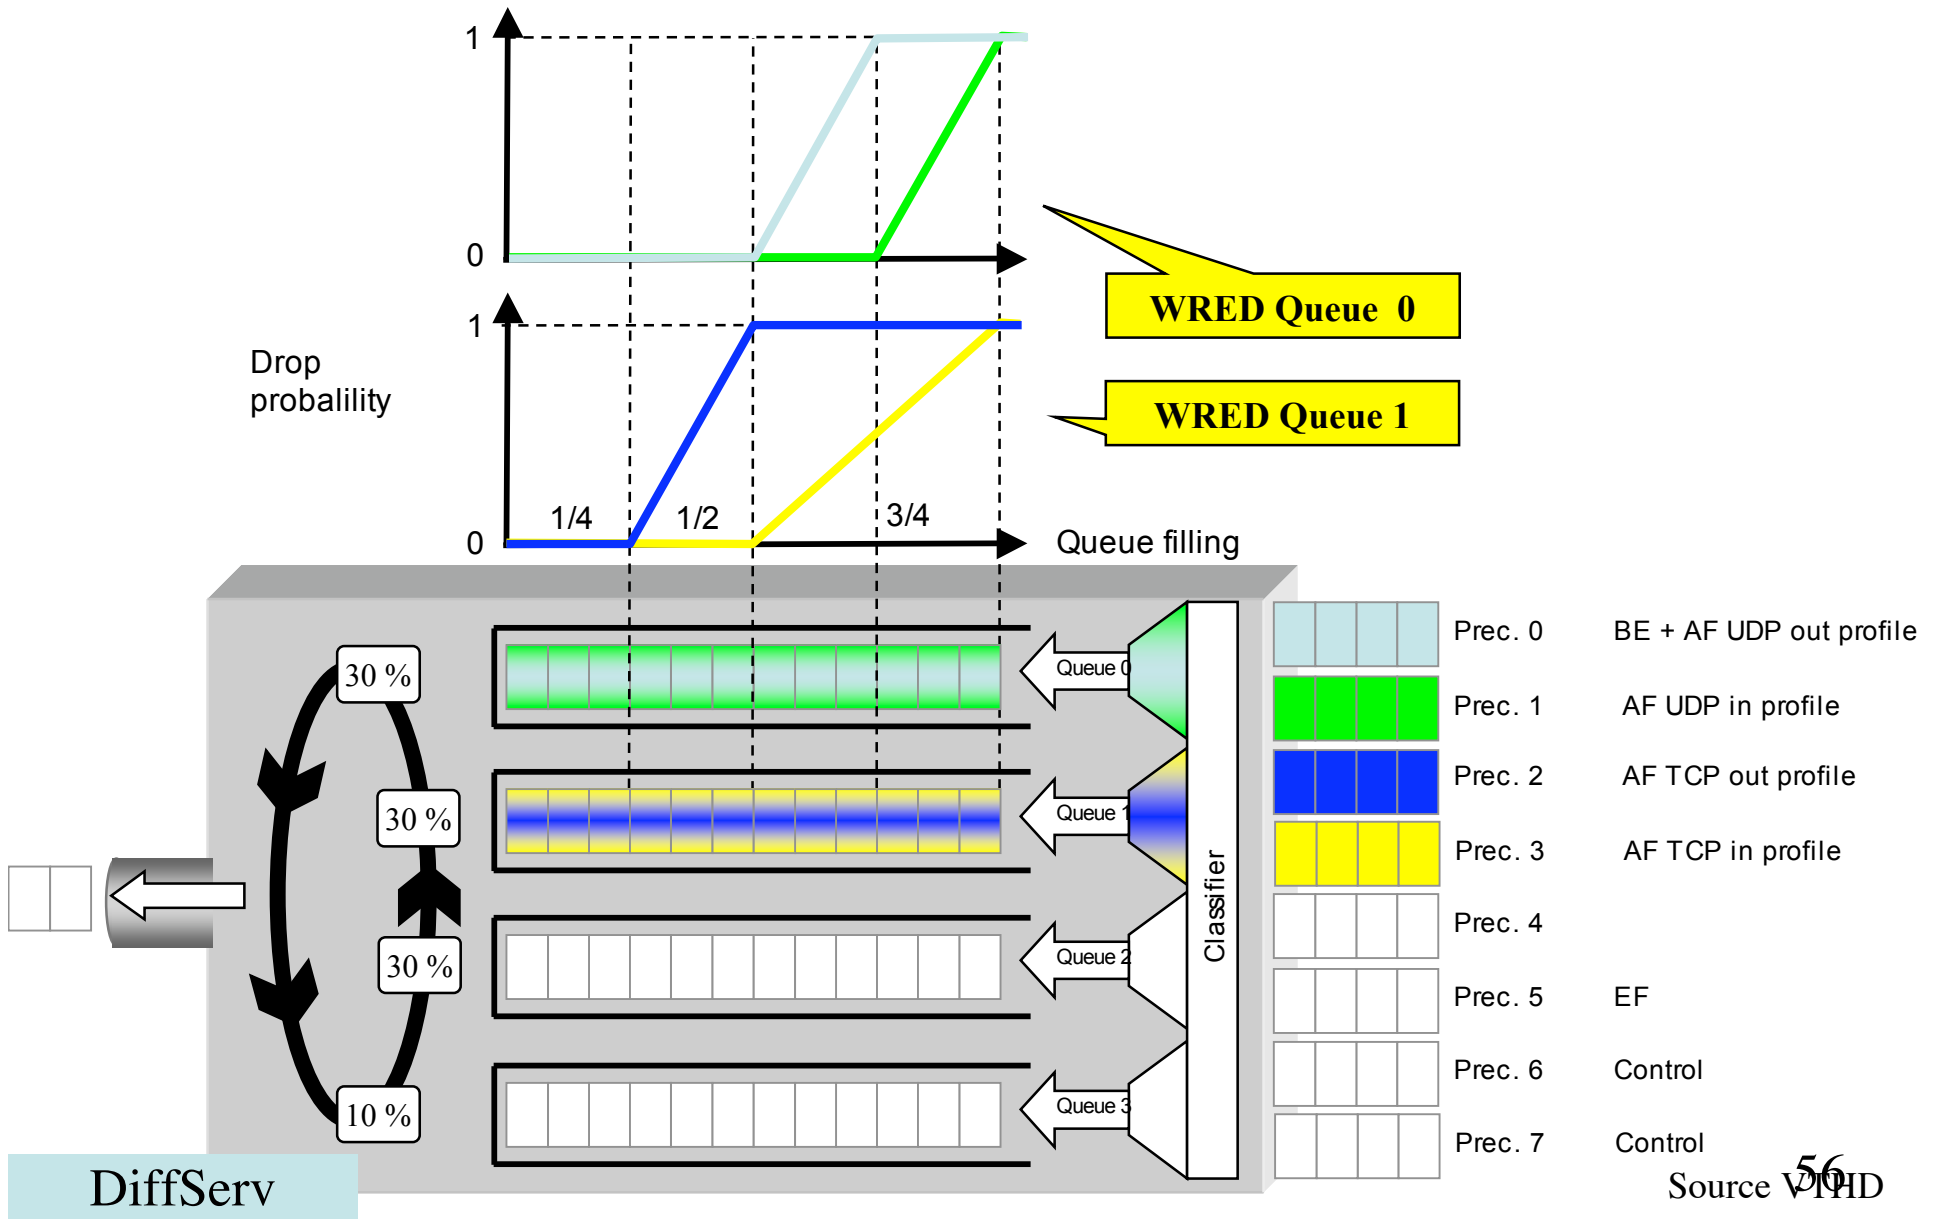 1
0
WRED Queue 0
1
Drop
probalility
WRED Queue 1
1/4
1/2
3/4
0
Queue filling
30 %
Queue 0
Prec. 0 BE + AF UDP out profile
Prec. 1 AF UDP in profile
30 %
Queue 1
Prec. 2 AF TCP out profile
Prec. 3 AF TCP in profile
Classifier
30 %
Queue 2
Prec. 4
Prec. 5 EF
10 %
Queue 3
Prec. 6 Control
Prec. 7 Control
DiffServ
56
Source VTHD